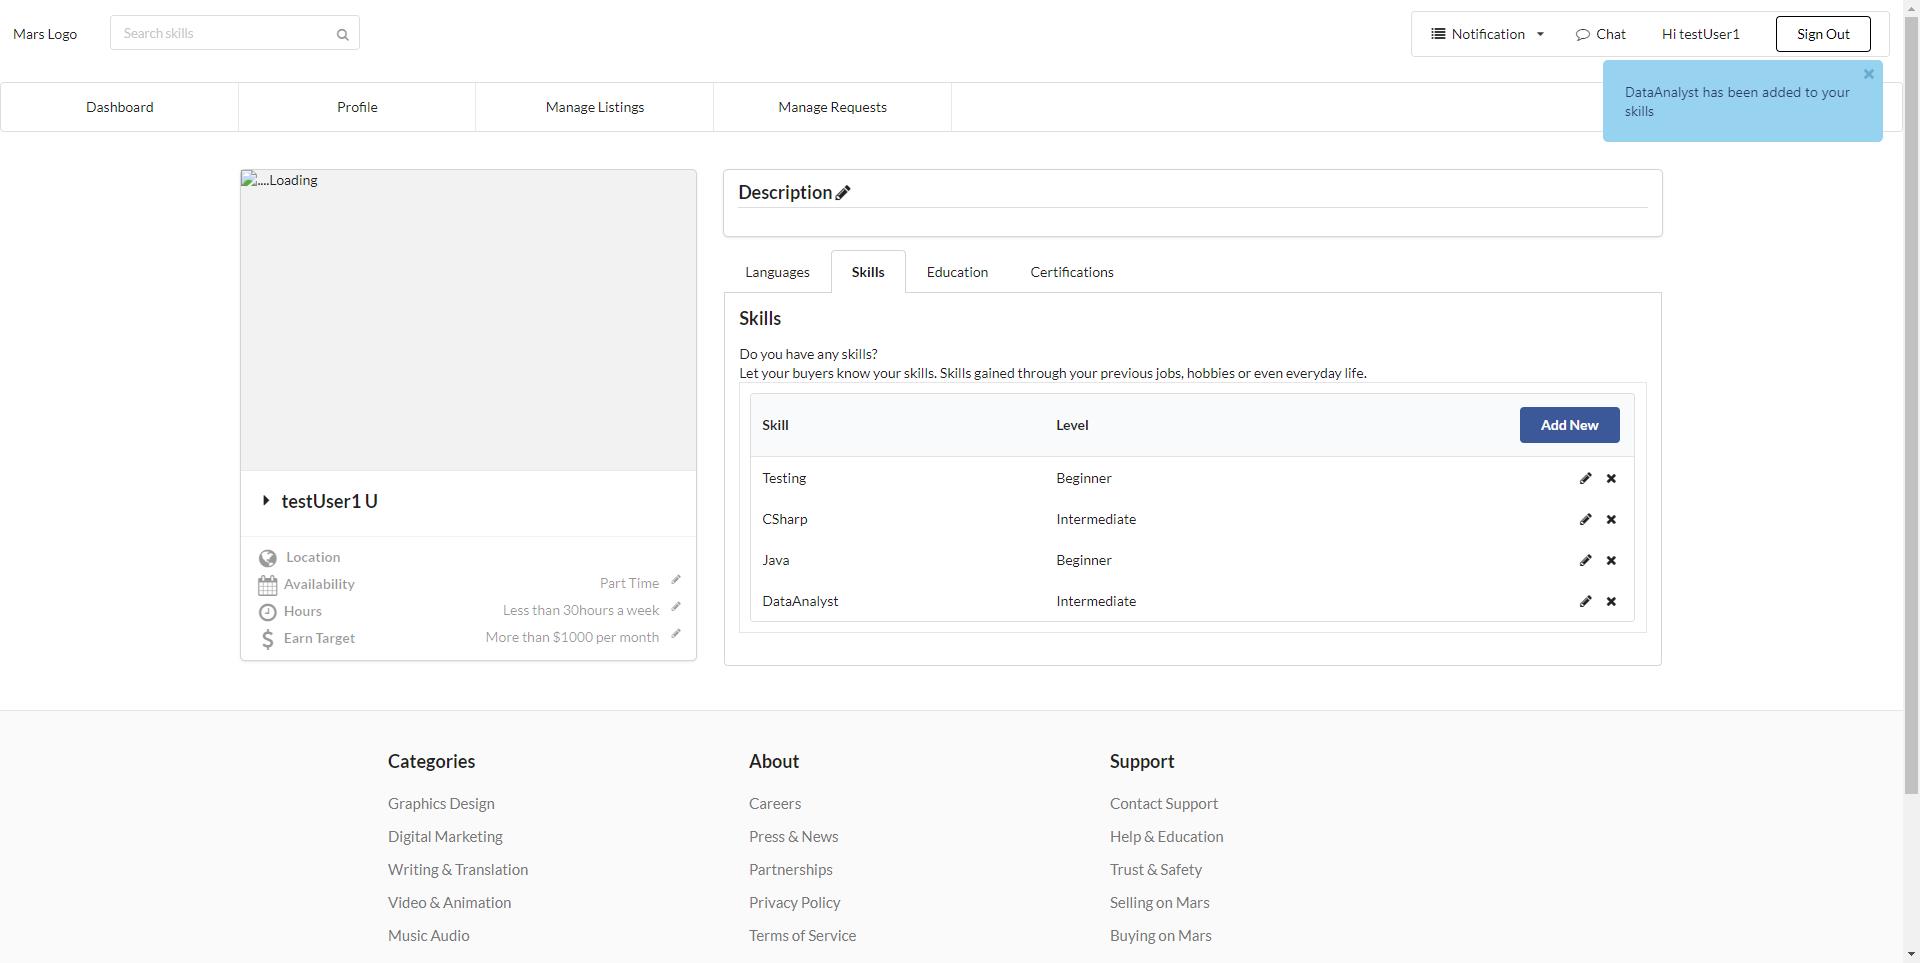 Mars Logo
Search skills
Notification
Chat
Hi testUser1
Sign Out
DataAnalyst has been added to your
skills
Dashboard
Profile
Manage Listings
Manage Requests
....Loading
testUser1 U
Location
Availability
Part Time
Hours
Less than 30hours a week
Earn Target
More than $1000 per month
Description
Languages
Skills
Education
Certifications
Skills
Do you have any skills?
Let your buyers know your skills. Skills gained through your previous jobs, hobbies or even everyday life.
Skill
Level
Add New
Testing
Beginner
CSharp
Intermediate
Java
Beginner
DataAnalyst
Intermediate
Categories
Graphics Design
Digital Marketing
Writing & Translation
Video & Animation
Music Audio
About
Careers
Press & News
Partnerships
Privacy Policy
Terms of Service
Support
Contact Support
Help & Education
Trust & Safety
Selling on Mars
Buying on Mars